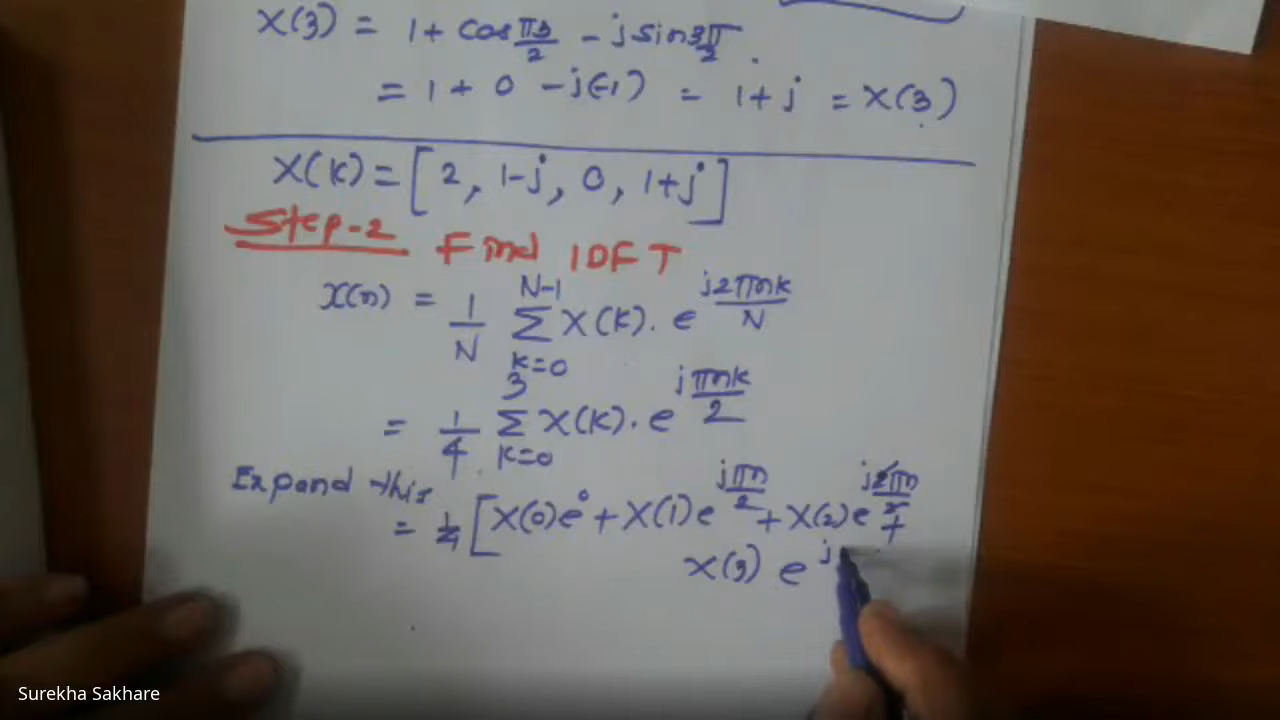 X(3) = 1 + cos π3/2 - j sin 3π/2 .
= 1 + 0 - j(-1) = 1+j = X(3)
X(K) = [ 2, 1-j, 0, 1+j ]
Step-2 Find IDFT
x(n) = 1/N Σ_{k=0}^{N-1} X(k). e^{j2πnk/N}
= 1/4 Σ_{k=0}^{3} X(k). e^{jπnk/2}
Expand this
= 1/4 [ X(0)e^0 + X(1)e^{jπn/2} + X(2)e^{j2πn/2} +
X(3) e^j
Surekha Sakhare